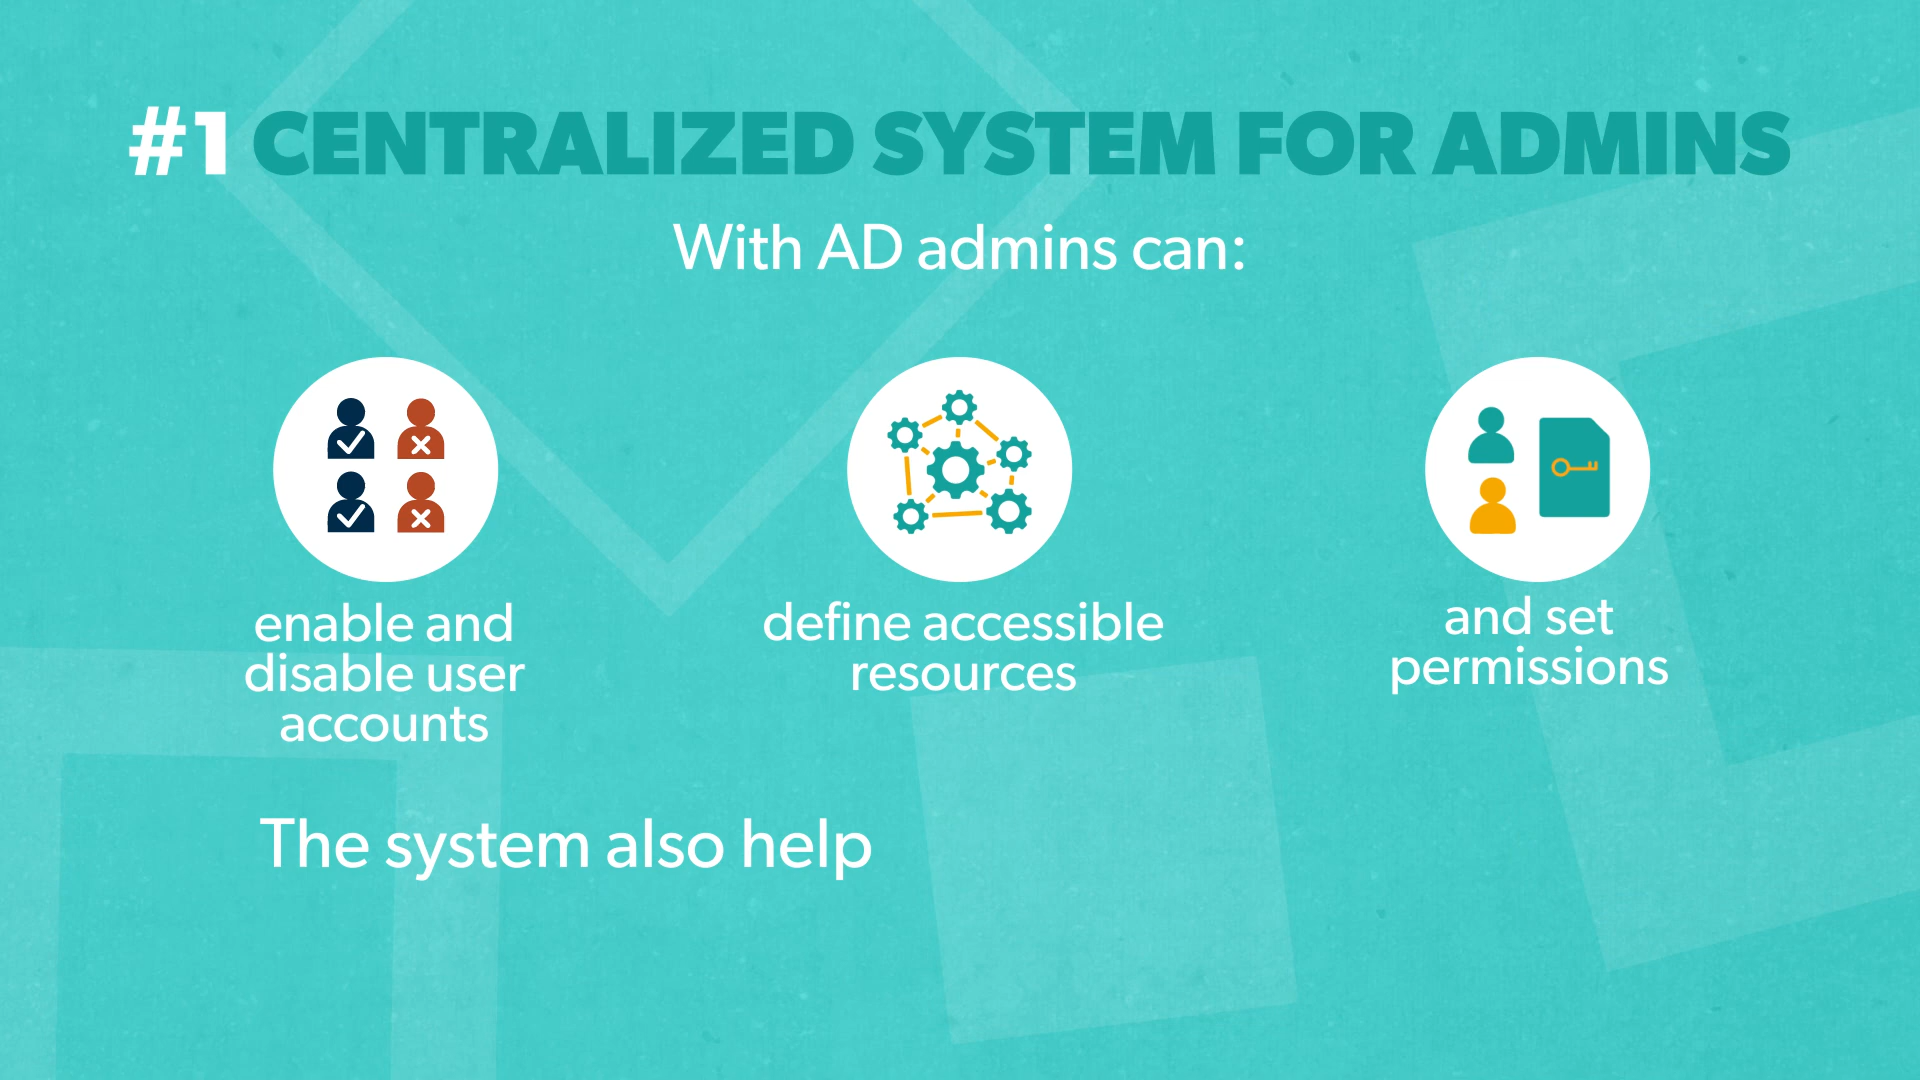 #1 CENTRALIZED SYSTEM FOR ADMINS
With AD admins can:
enable and
disable user
accounts
define accessible
resources
and set
permissions
The system also help